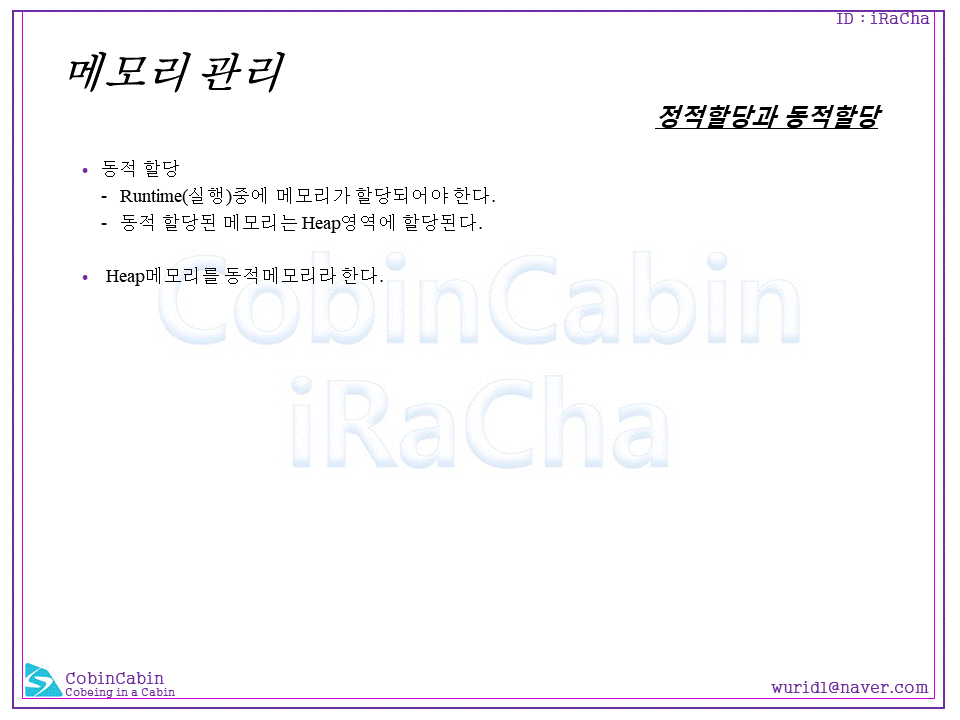 ID : iRaCha
메모리 관리
정적할당과 동적할당
• 동적 할당
- Runtime(실행)중에 메모리가 할당되어야 한다.
- 동적 할당된 메모리는 Heap영역에 할당된다.
• Heap메모리를 동적메모리라 한다.
CobinCabin
iRaCha
CobinCabin
Cobeing in a Cabin
wurid1@naver.com